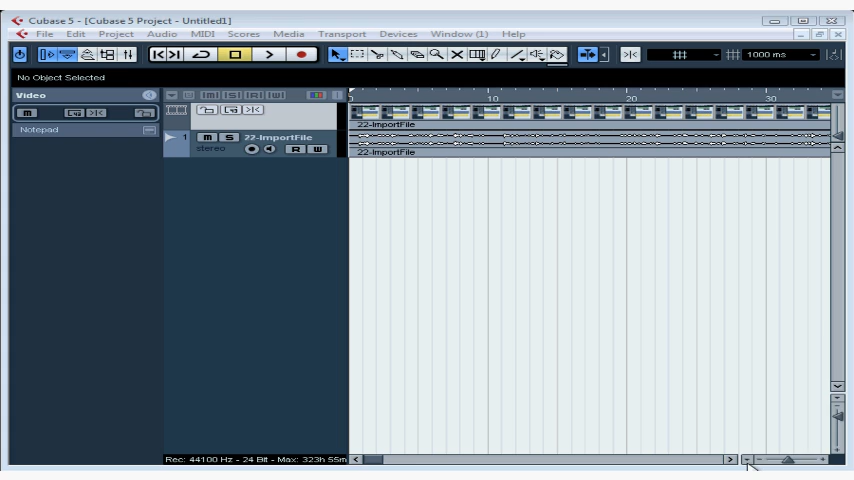 Cubase 5 - [Cubase 5 Project - Untitled1]
File Edit Project Audio MIDI Scores Media Transport Devices Window (1) Help
1000 ms
No Object Selected
Video
m S R W
10 20 30
m
22-ImportFile
Notepad
1 m S 22-ImportFile
stereo R W
22-ImportFile
Rec: 44100 Hz - 24 Bit - Max: 323h 55m